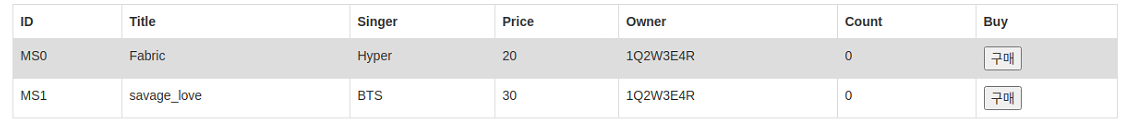 ID Title Singer Price Owner Count Buy
MS0 Fabric Hyper 20 1Q2W3E4R 0 구매
MS1 savage_love BTS 30 1Q2W3E4R 0 구매